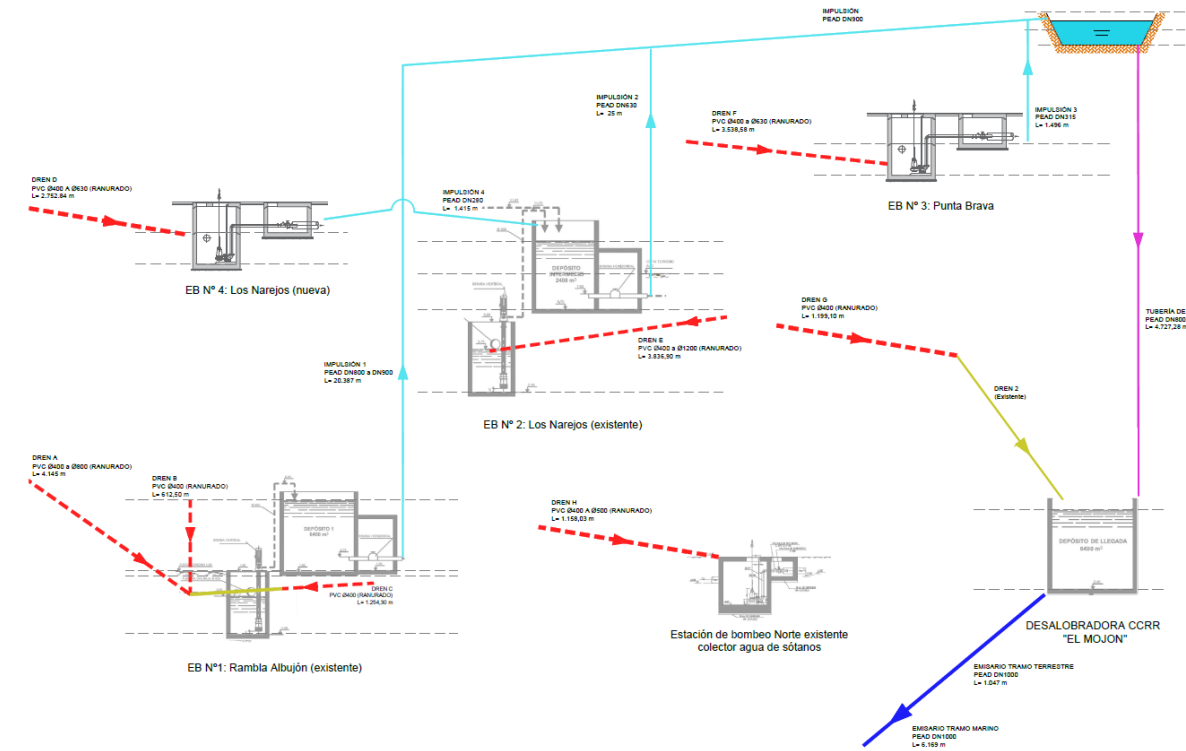 IMPULSIÓN
PEAD DN900
IMPULSIÓN 2
PEAD DN630
L= 25 m
DREN F
PVC Ø400 a Ø630 (RANURADO)
L= 3.538,58 m
IMPULSIÓN 3
PEAD DN315
L= 1.496 m
EB Nº 3: Punta Brava
DREN D
PVC Ø400 A Ø630 (RANURADO)
L= 2.752.84 m
IMPULSIÓN 4
PEAD DN280
L= 1.415 m
EB Nº 4: Los Narejos (nueva)
DEPÓSITO
INTERMEDIO
2400 m³
DREN G
PVC Ø400 (RANURADO)
L= 1.199,10 m
TUBERÍA DE
PEAD DN800
L= 4.727,28 m
DREN E
PVC Ø400 a Ø1200 (RANURADO)
L= 3.836,90 m
IMPULSIÓN 1
PEAD DN800 a DN900
L= 20.387 m
DREN 2
(Existente)
EB Nº 2: Los Narejos (existente)
DREN A
PVC Ø400 a Ø800 (RANURADO)
L= 4.145 m
DREN B
PVC Ø400 (RANURADO)
L= 612,50 m
DEPÓSITO 1
5400 m³
DREN H
PVC Ø400 A Ø500 (RANURADO)
L= 1.158,03 m
DEPÓSITO DE LLEGADA
5400 m³
DREN C
PVC Ø400 (RANURADO)
L= 1.254,30 m
EB Nº1: Rambla Albujón (existente)
Estación de bombeo Norte existente
colector agua de sótanos
DESALOBRADORA CCRR
"EL MOJON"
EMISARIO TRAMO TERRESTRE
PEAD DN1000
L= 1.047 m
EMISARIO TRAMO MARINO
PEAD DN1000
L= 5.169 m